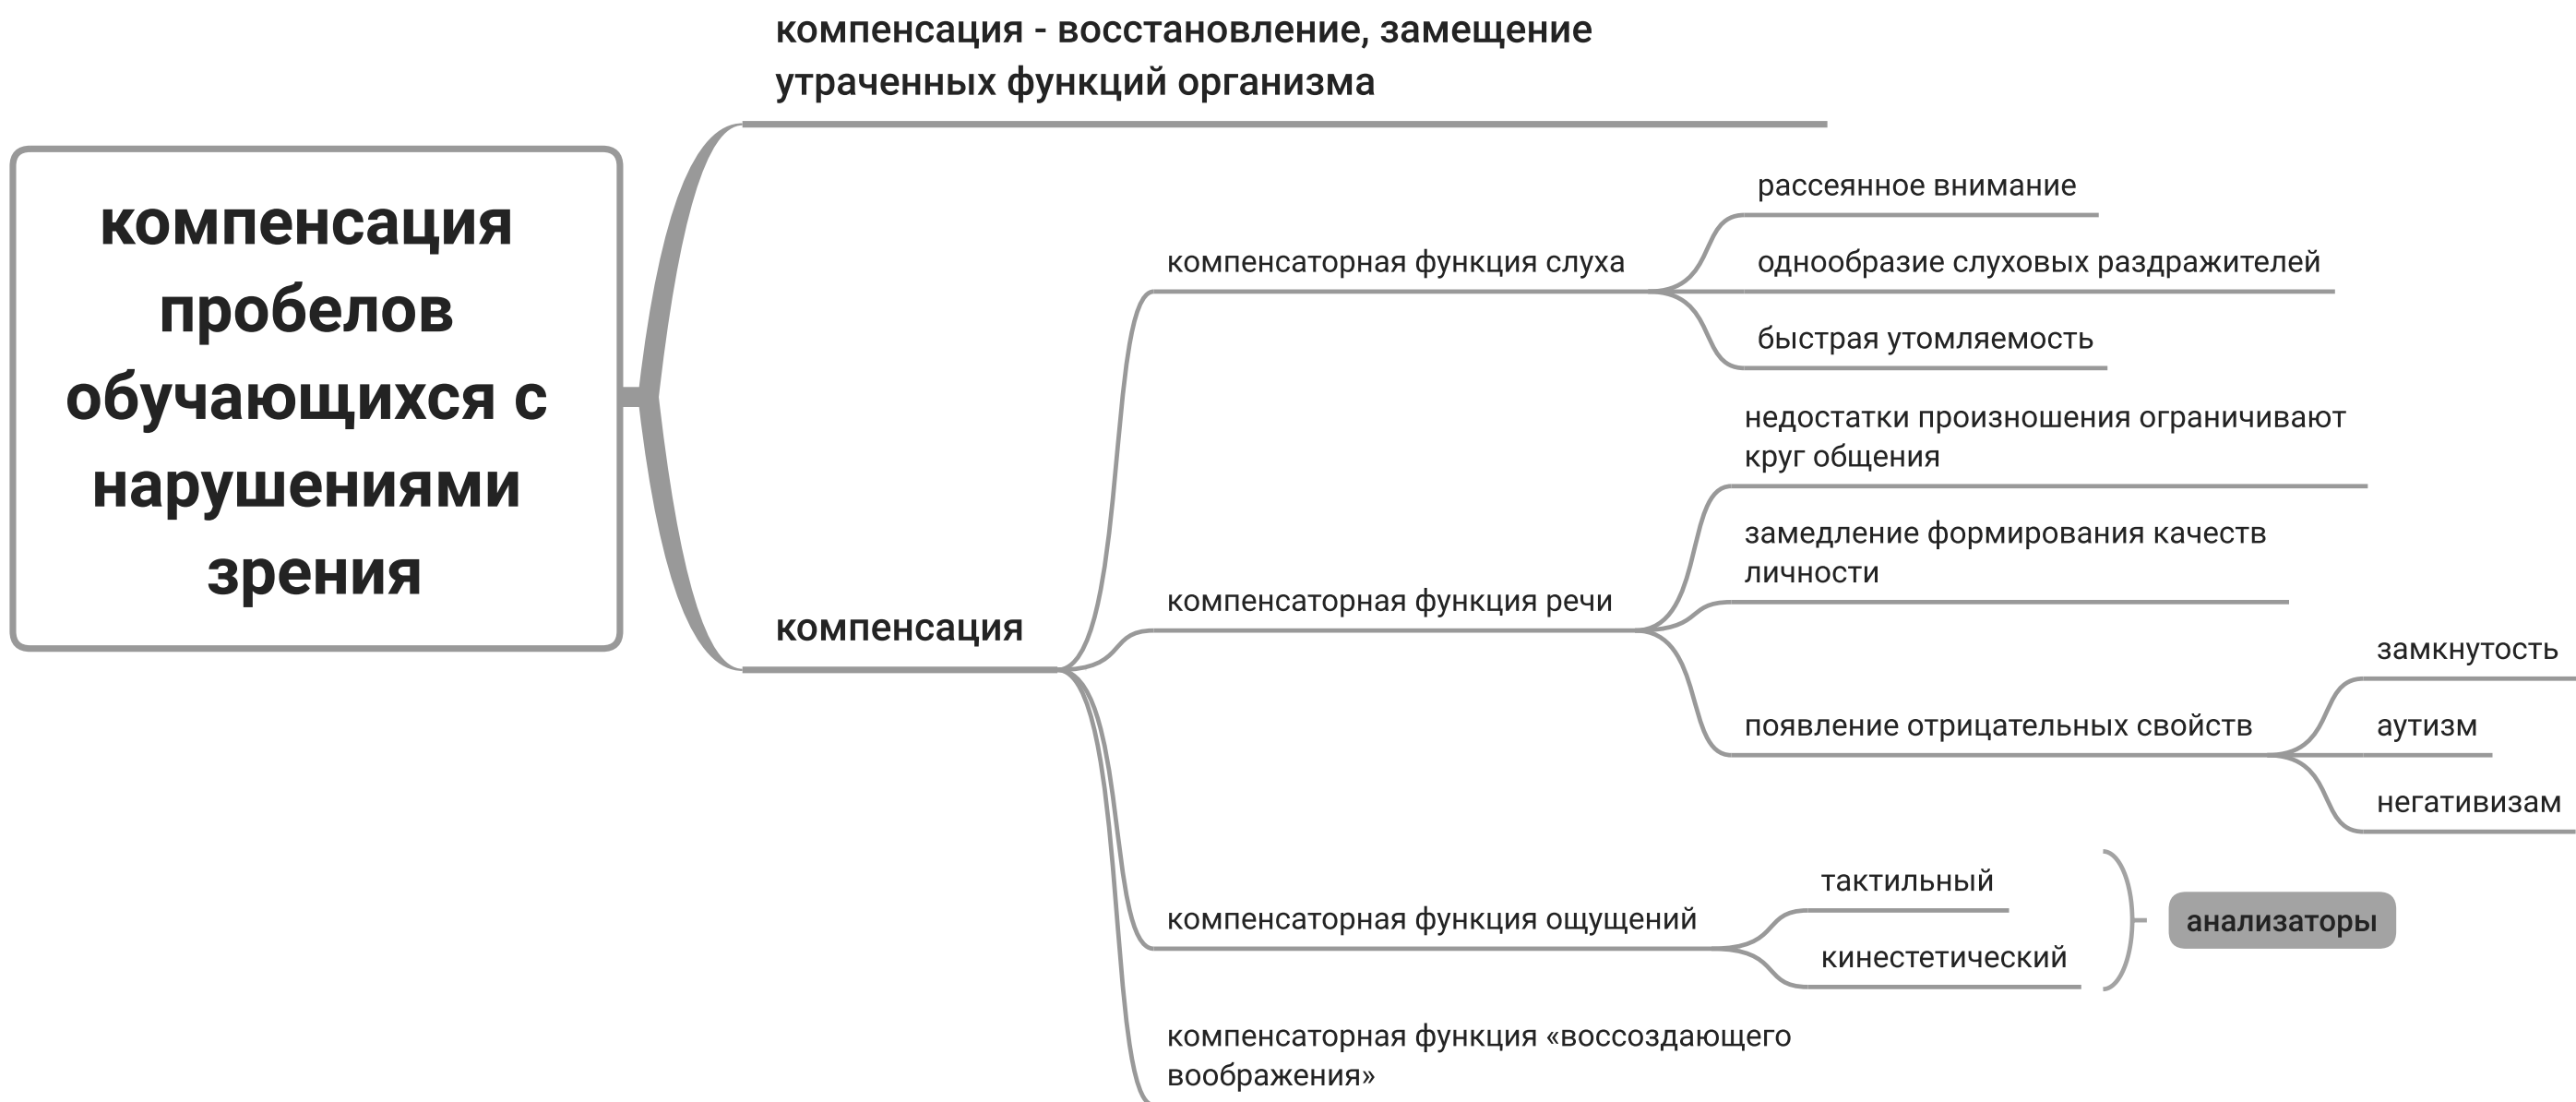 компенсация - восстановление, замещение
утраченных функций организма
компенсация
пробелов
обучающихся с
нарушениями
зрения
компенсация
компенсаторная функция слуха
рассеянное внимание
однообразие слуховых раздражителей
быстрая утомляемость
компенсаторная функция речи
недостатки произношения ограничивают
круг общения
замедление формирования качеств
личности
появление отрицательных свойств
замкнутость
аутизм
негативизам
компенсаторная функция ощущений
тактильный
кинестетический
анализаторы
компенсаторная функция «воссоздающего
воображения»